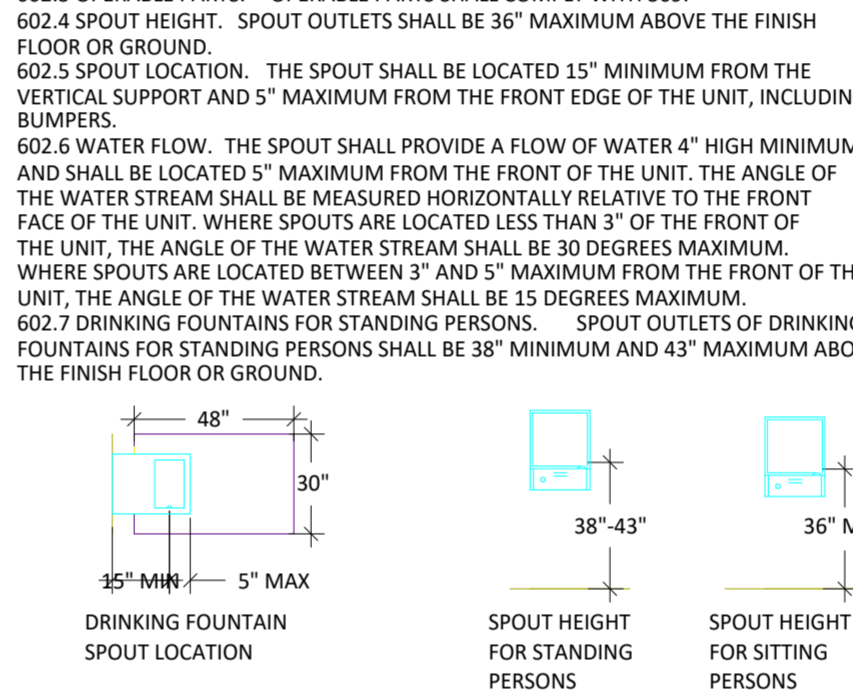 602.4 SPOUT HEIGHT. SPOUT OUTLETS SHALL BE 36" MAXIMUM ABOVE THE FINISH
FLOOR OR GROUND.
602.5 SPOUT LOCATION. THE SPOUT SHALL BE LOCATED 15" MINIMUM FROM THE
VERTICAL SUPPORT AND 5" MAXIMUM FROM THE FRONT EDGE OF THE UNIT, INCLUDIN
BUMPERS.
602.6 WATER FLOW. THE SPOUT SHALL PROVIDE A FLOW OF WATER 4" HIGH MINIMUM
AND SHALL BE LOCATED 5" MAXIMUM FROM THE FRONT OF THE UNIT. THE ANGLE OF
THE WATER STREAM SHALL BE MEASURED HORIZONTALLY RELATIVE TO THE FRONT
FACE OF THE UNIT. WHERE SPOUTS ARE LOCATED LESS THAN 3" OF THE FRONT OF
THE UNIT, THE ANGLE OF THE WATER STREAM SHALL BE 30 DEGREES MAXIMUM.
WHERE SPOUTS ARE LOCATED BETWEEN 3" AND 5" MAXIMUM FROM THE FRONT OF TH
UNIT, THE ANGLE OF THE WATER STREAM SHALL BE 15 DEGREES MAXIMUM.
602.7 DRINKING FOUNTAINS FOR STANDING PERSONS. SPOUT OUTLETS OF DRINKING
FOUNTAINS FOR STANDING PERSONS SHALL BE 38" MINIMUM AND 43" MAXIMUM ABO
THE FINISH FLOOR OR GROUND.
48"
30"
15" MIN
5" MAX
DRINKING FOUNTAIN
SPOUT LOCATION
38"-43"
SPOUT HEIGHT
FOR STANDING
PERSONS
36" M
SPOUT HEIGHT
FOR SITTING
PERSONS